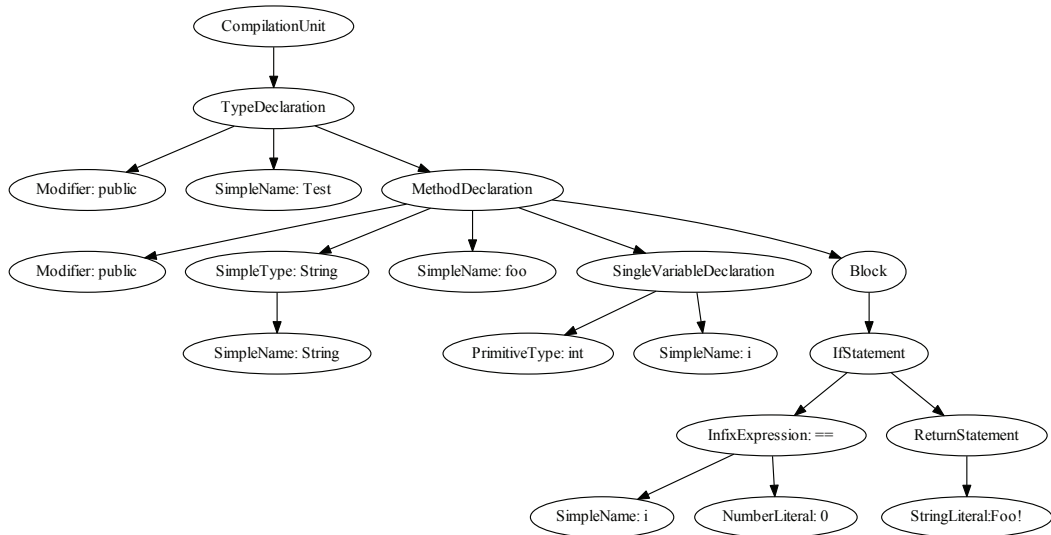 CompilationUnit
TypeDeclaration
Modifier: public
SimpleName: Test
MethodDeclaration
Modifier: public
SimpleType: String
SimpleName: foo
SingleVariableDeclaration
Block
SimpleName: String
PrimitiveType: int
SimpleName: i
IfStatement
InfixExpression: ==
ReturnStatement
SimpleName: i
NumberLiteral: 0
StringLiteral:Foo!